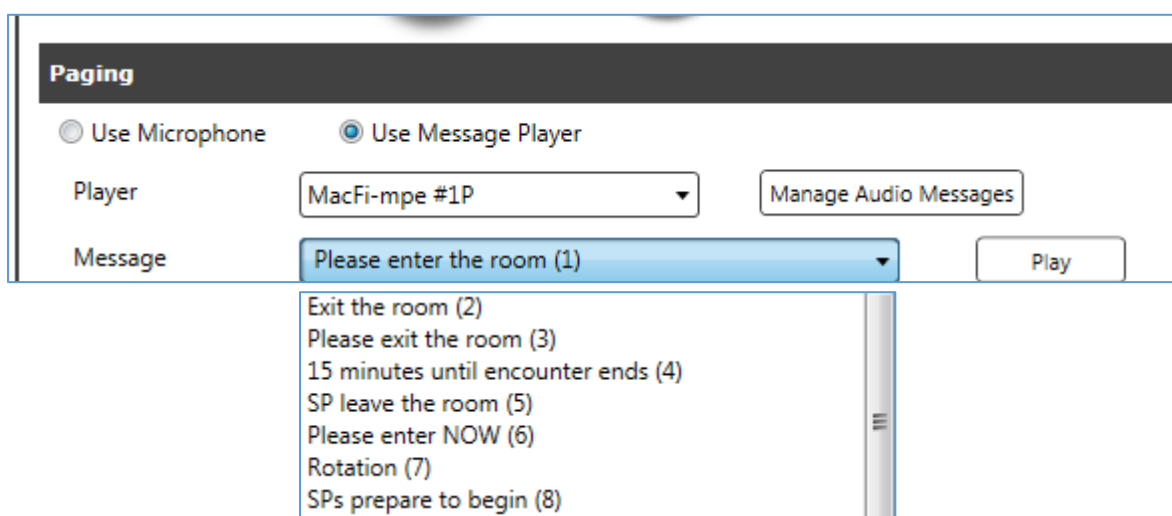 Paging
Use Microphone Use Message Player
Player MacFi-mpe #1P Manage Audio Messages
Message Please enter the room (1) Play
Exit the room (2)
Please exit the room (3)
15 minutes until encounter ends (4)
SP leave the room (5)
Please enter NOW (6)
Rotation (7)
SPs prepare to begin (8)